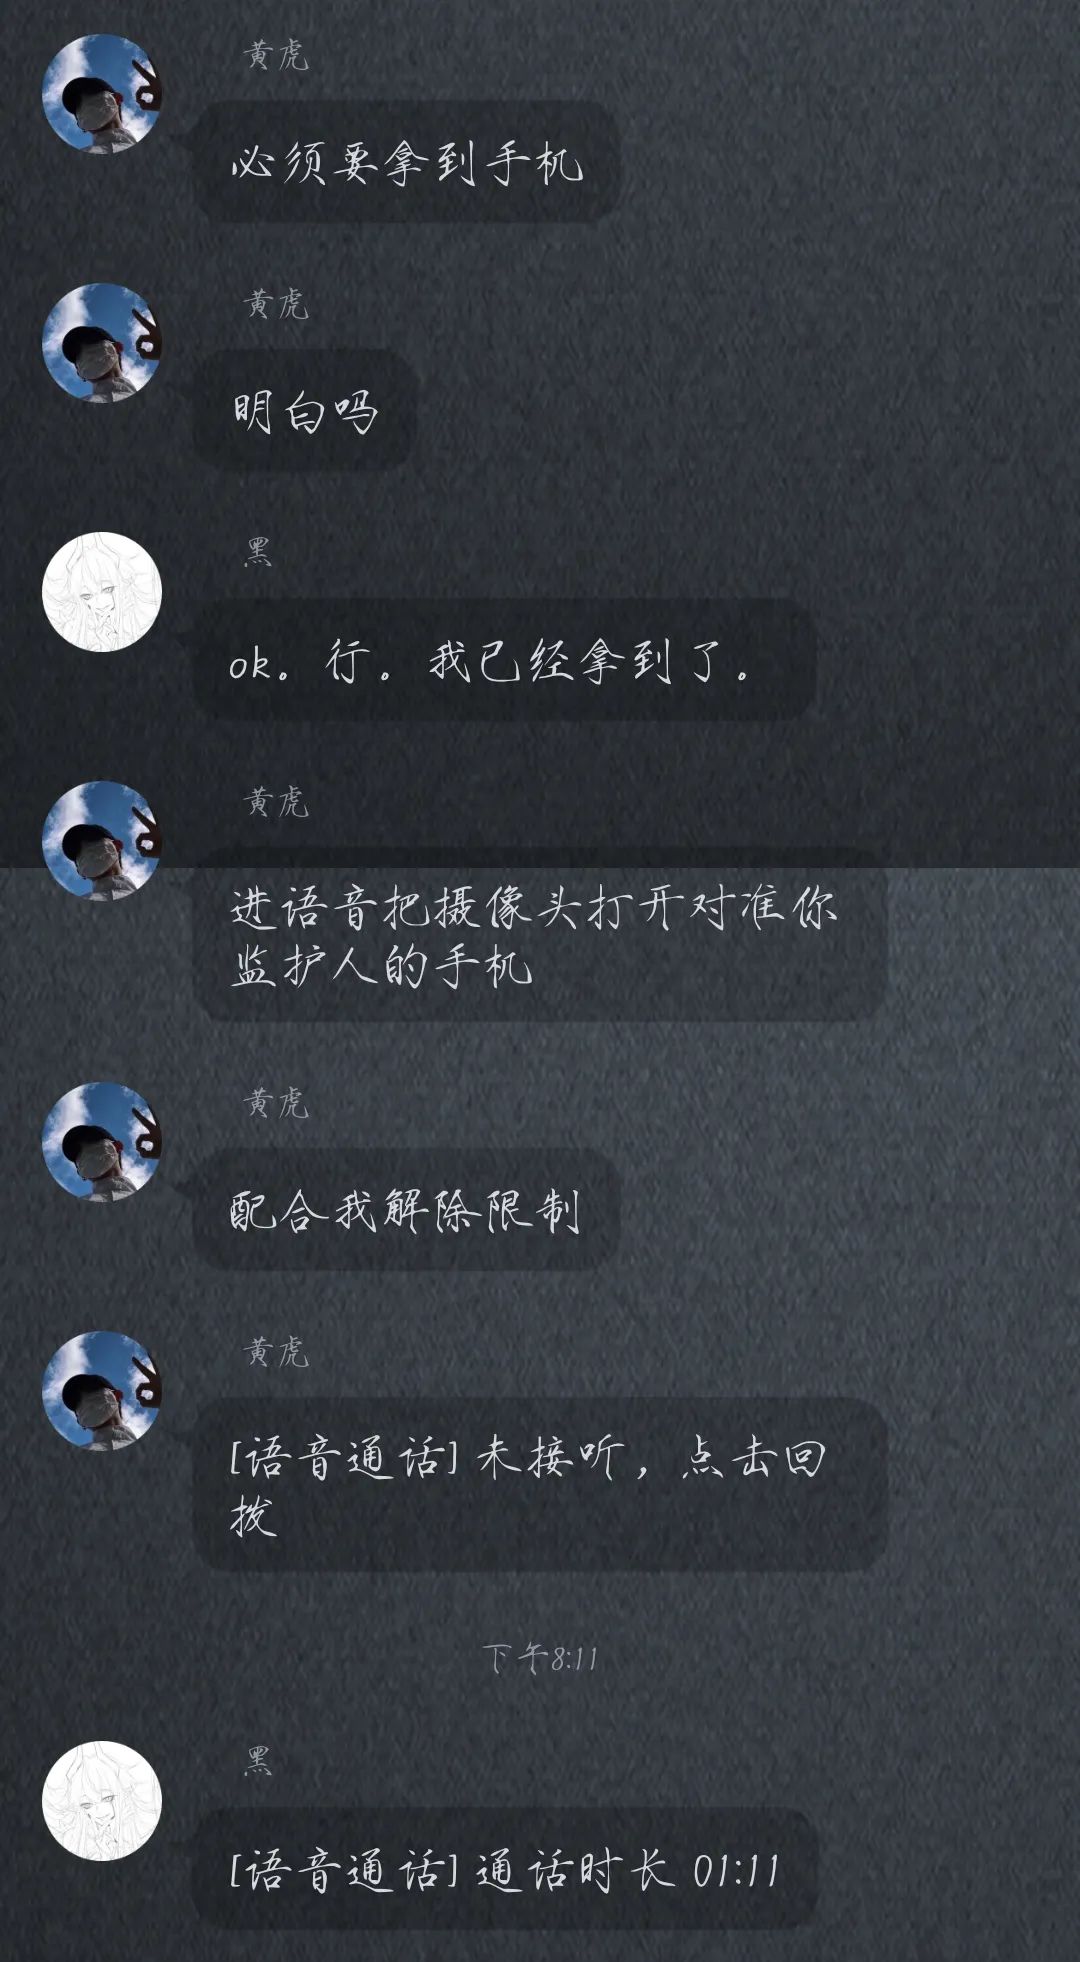 黄虎
必须要拿到手机
黄虎
明白吗
黑
ok。行。我已经拿到了。
黄虎
进语音把摄像头打开对准你
监护人的手机
黄虎
配合我解除限制
黄虎
[语音通话] 未接听，点击回
拨
下午8:11
黑
[语音通话] 通话时长 01:11